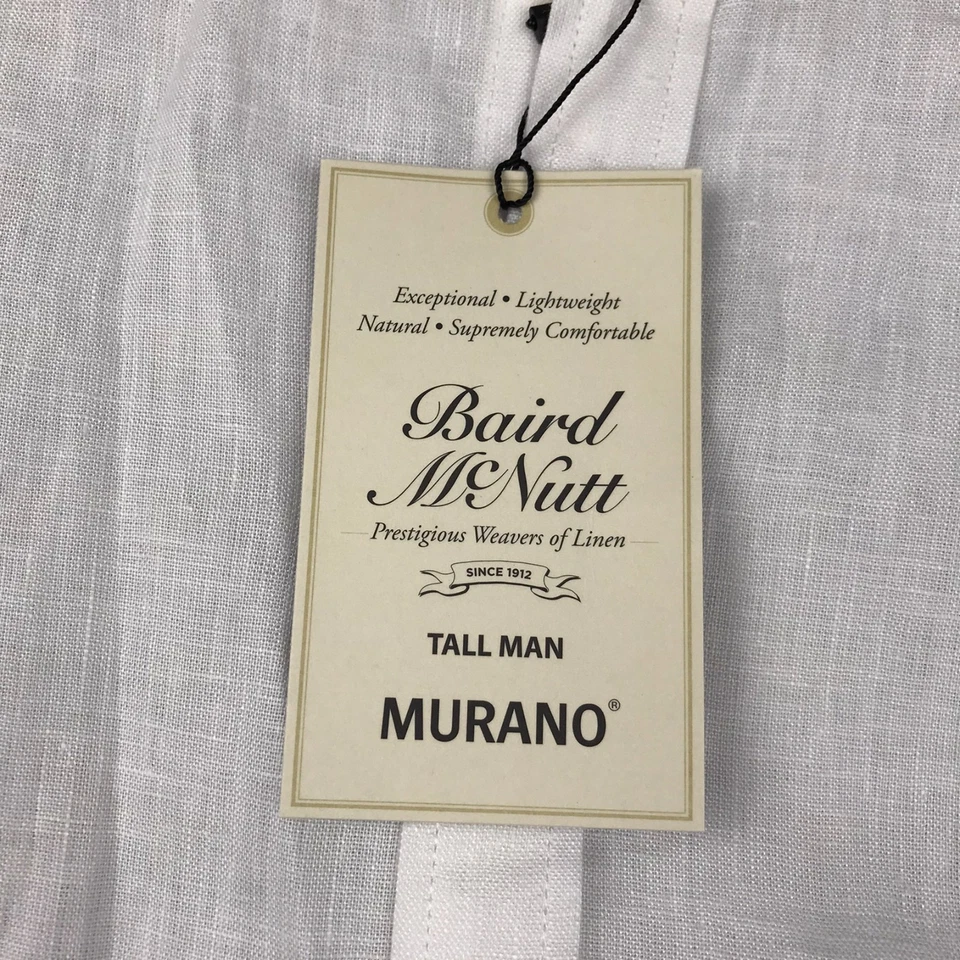 Exceptional • Lightweight
Natural • Supremely Comfortable
Baird
McNutt
Prestigious Weavers of Linen
SINCE 1912
TALL MAN
MURANO®